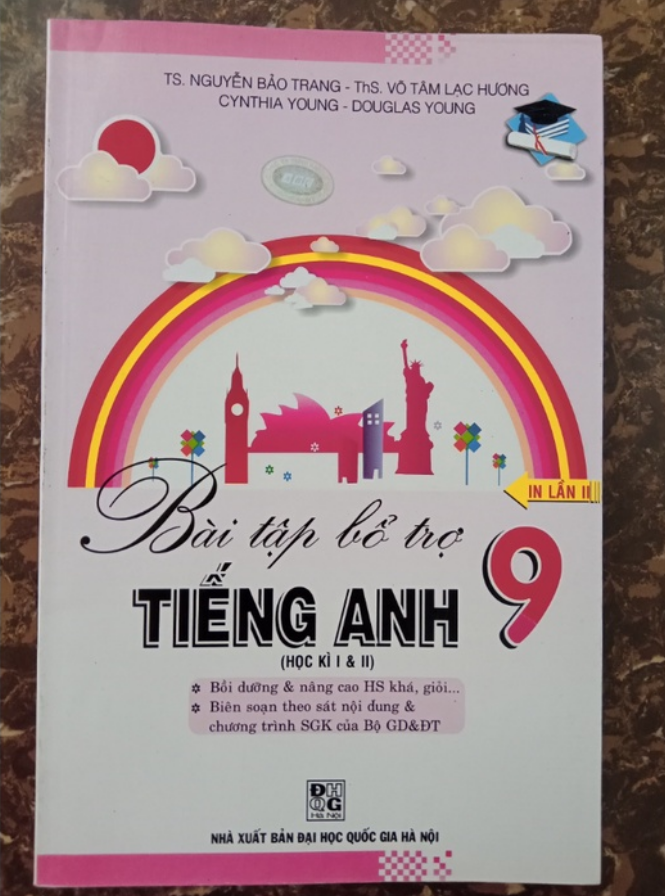 TS. NGUYỄN BẢO TRANG - ThS. VÕ TÂM LẠC HƯƠNG
CYNTHIA YOUNG - DOUGLAS YOUNG
IN LẦN II
Bài tập bổ trợ
TIẾNG ANH 9
(HỌC KÌ I & II)
✡ Bồi dưỡng & nâng cao HS khá, giỏi...
✡ Biên soạn theo sát nội dung &
chương trình SGK của Bộ GD&ĐT
ĐH
QG
Hà Nội
NHÀ XUẤT BẢN ĐẠI HỌC QUỐC GIA HÀ NỘI